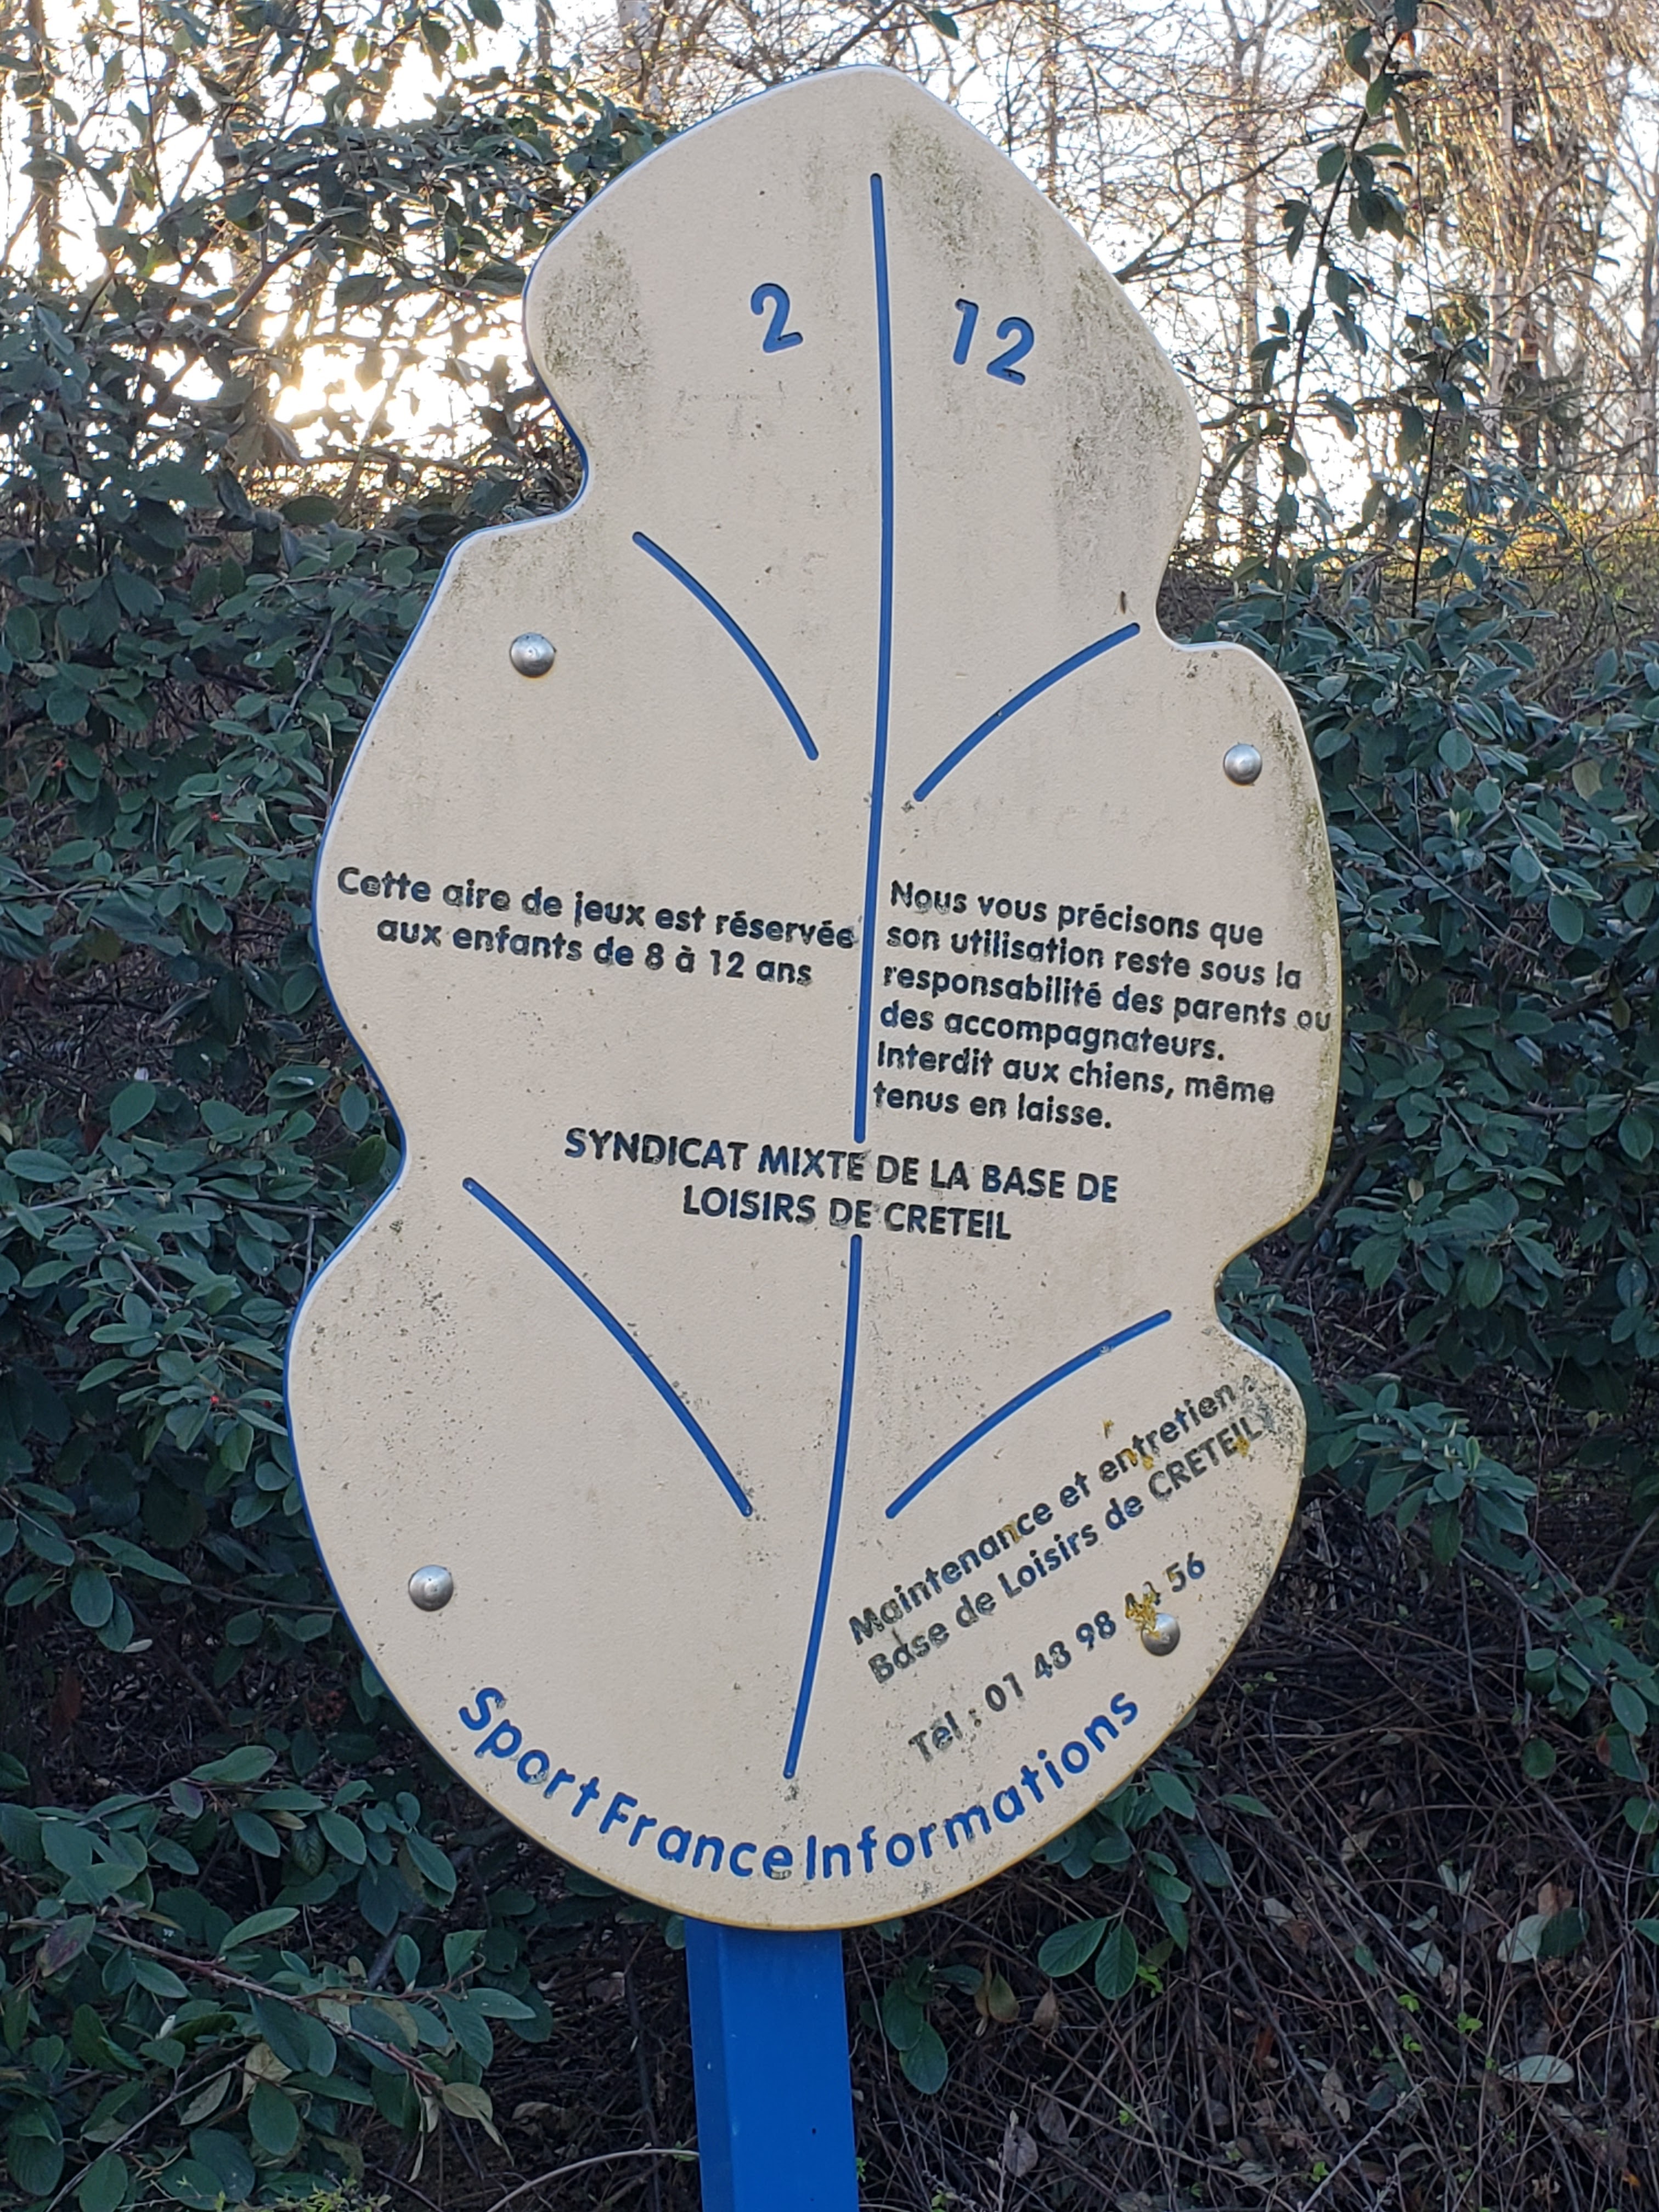 2
12
Cette aire de jeux est réservée
aux enfants de 8 à 12 ans
Nous vous précisons que
son utilisation reste sous la
responsabilité des parents ou
des accompagnateurs.
Interdit aux chiens, même
tenus en laisse.
SYNDICAT MIXTE DE LA BASE DE
LOISIRS DE CRETEIL
Maintenance et entretien :
Base de Loisirs de CRETEIL
Tél : 01 48 98 44 56
Sport France Informations